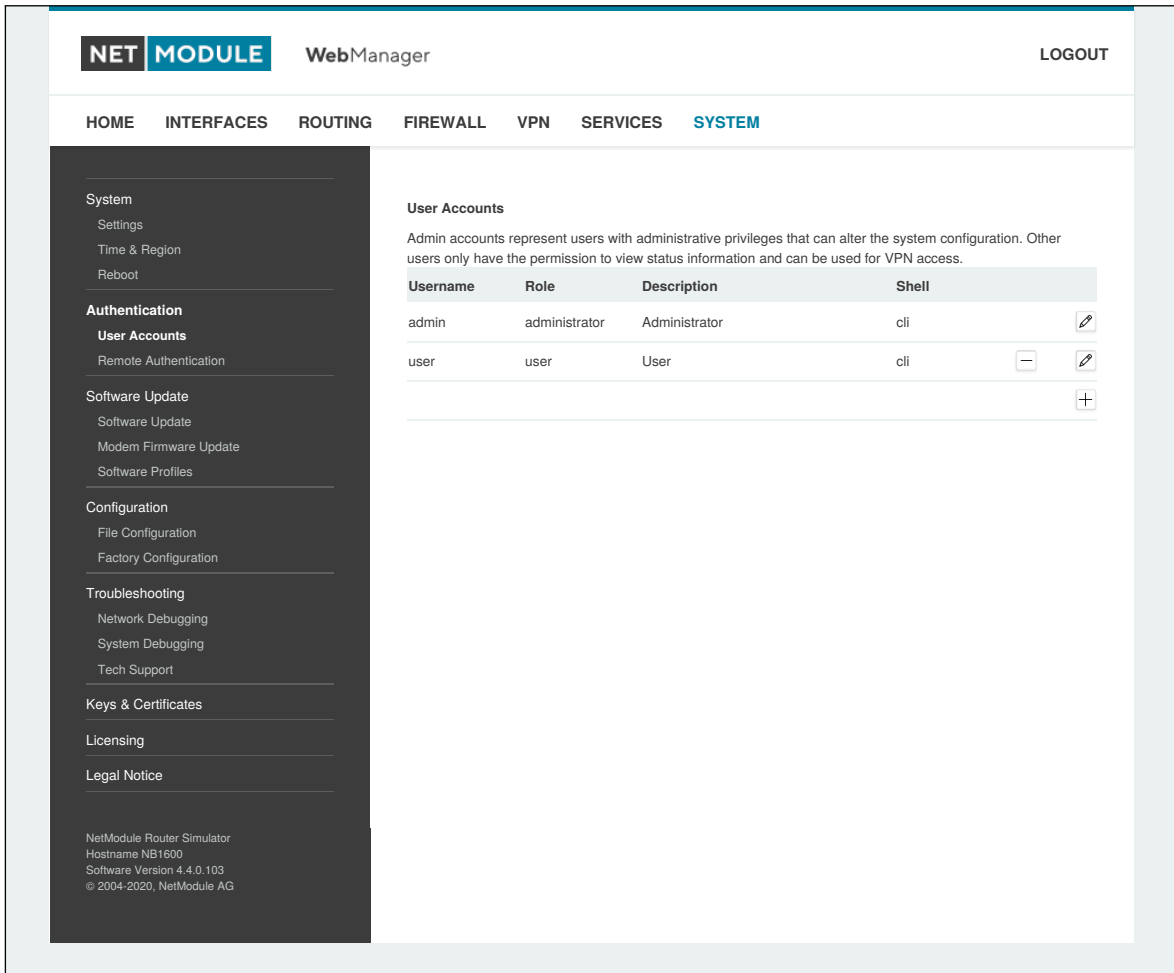 NET MODULE WebManager LOGOUT
HOME INTERFACES ROUTING FIREWALL VPN SERVICES SYSTEM
System
Settings
Time & Region
Reboot
Authentication
User Accounts
Remote Authentication
Software Update
Software Update
Modem Firmware Update
Software Profiles
Configuration
File Configuration
Factory Configuration
Troubleshooting
Network Debugging
System Debugging
Tech Support
Keys & Certificates
Licensing
Legal Notice
NetModule Router Simulator
Hostname NB1600
Software Version 4.4.0.103
© 2004-2020, NetModule AG
User Accounts
Admin accounts represent users with administrative privileges that can alter the system configuration. Other
users only have the permission to view status information and can be used for VPN access.
Username Role Description Shell
admin administrator Administrator cli
user user User cli